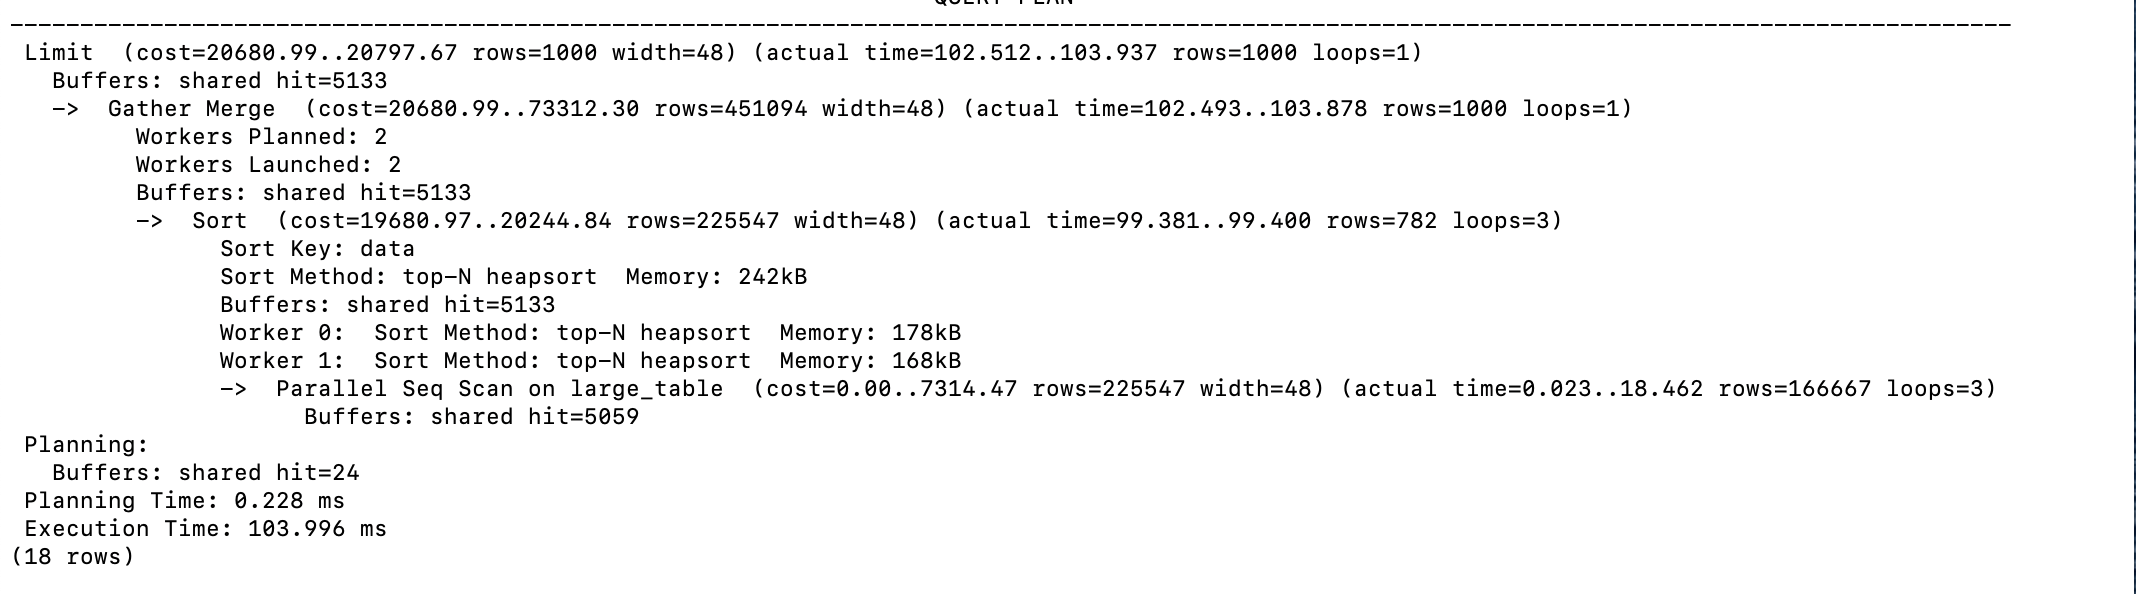 QUERY PLAN
Limit  (cost=20680.99..20797.67 rows=1000 width=48) (actual time=102.512..103.937 rows=1000 loops=1)
  Buffers: shared hit=5133
  ->  Gather Merge  (cost=20680.99..73312.30 rows=451094 width=48) (actual time=102.493..103.878 rows=1000 loops=1)
        Workers Planned: 2
        Workers Launched: 2
        Buffers: shared hit=5133
        ->  Sort  (cost=19680.97..20244.84 rows=225547 width=48) (actual time=99.381..99.400 rows=782 loops=3)
              Sort Key: data
              Sort Method: top-N heapsort  Memory: 242kB
              Buffers: shared hit=5133
              Worker 0:  Sort Method: top-N heapsort  Memory: 178kB
              Worker 1:  Sort Method: top-N heapsort  Memory: 168kB
              ->  Parallel Seq Scan on large_table  (cost=0.00..7314.47 rows=225547 width=48) (actual time=0.023..18.462 rows=166667 loops=3)
                    Buffers: shared hit=5059
Planning:
  Buffers: shared hit=24
Planning Time: 0.228 ms
Execution Time: 103.996 ms
(18 rows)